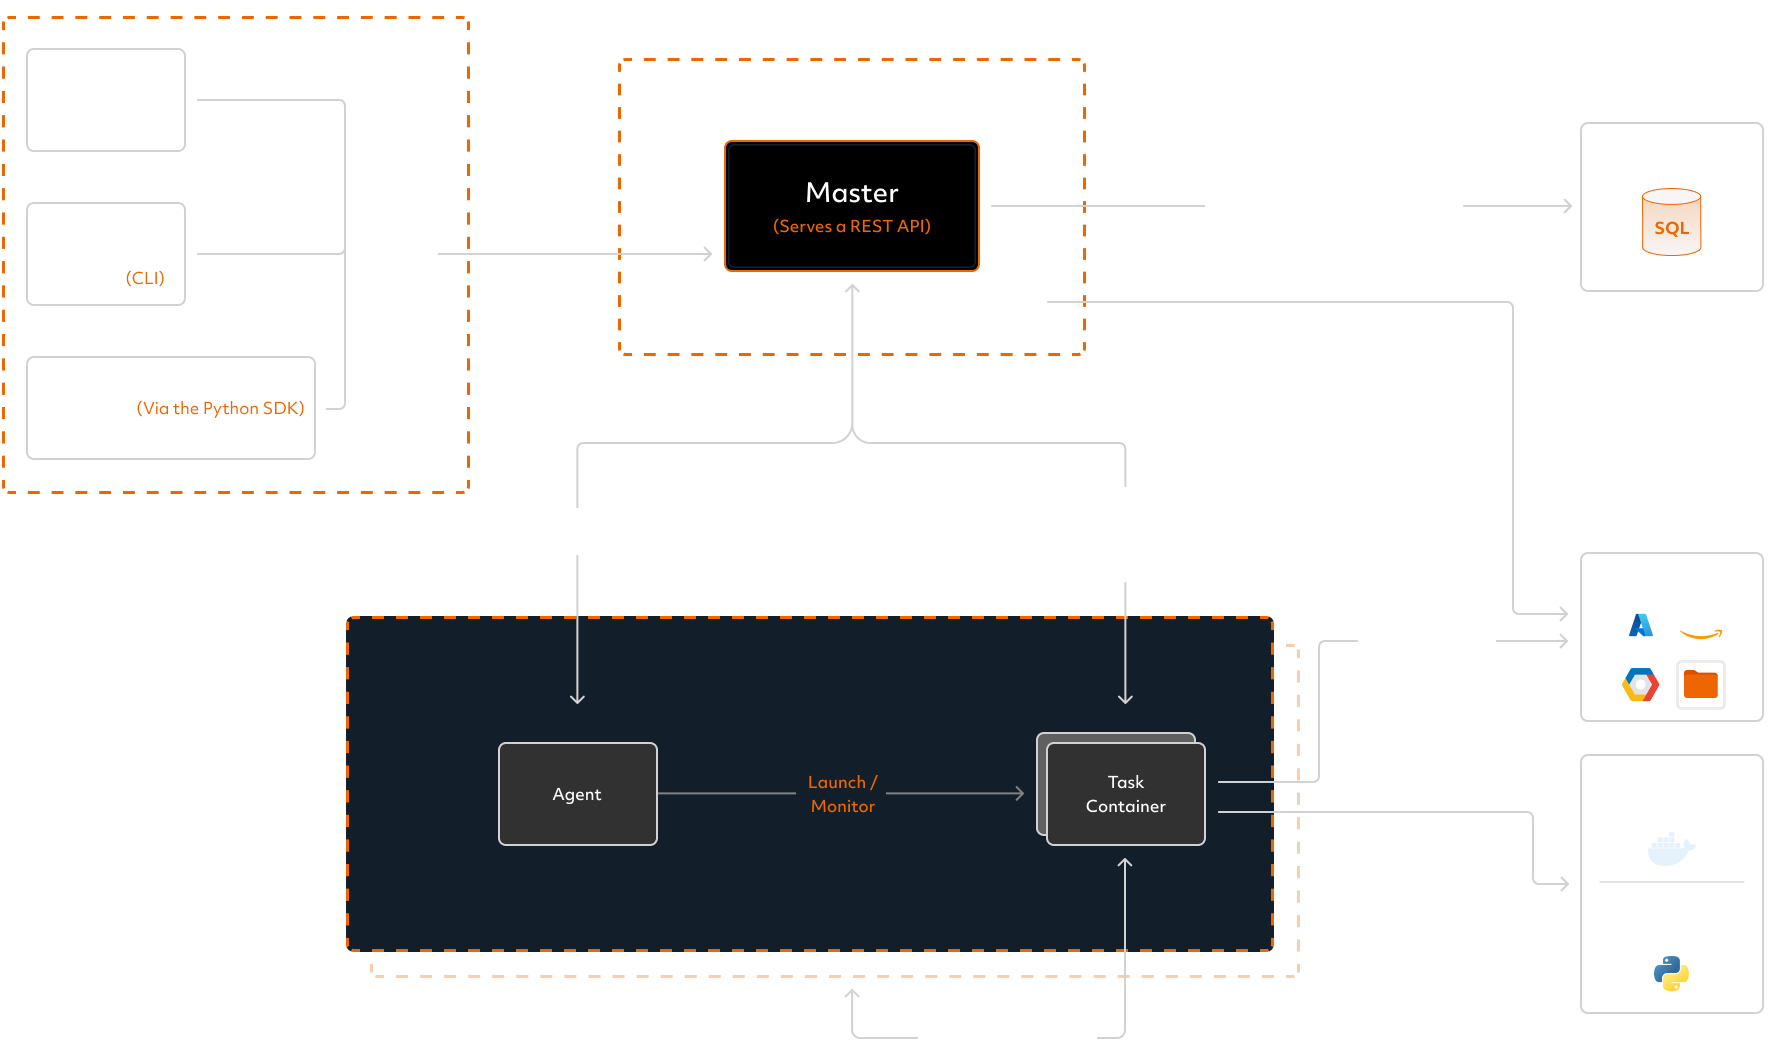 (CLI)
(Via the Python SDK)
Master
(Serves a REST API)
SQL
Agent
Launch /
Monitor
Task
Container